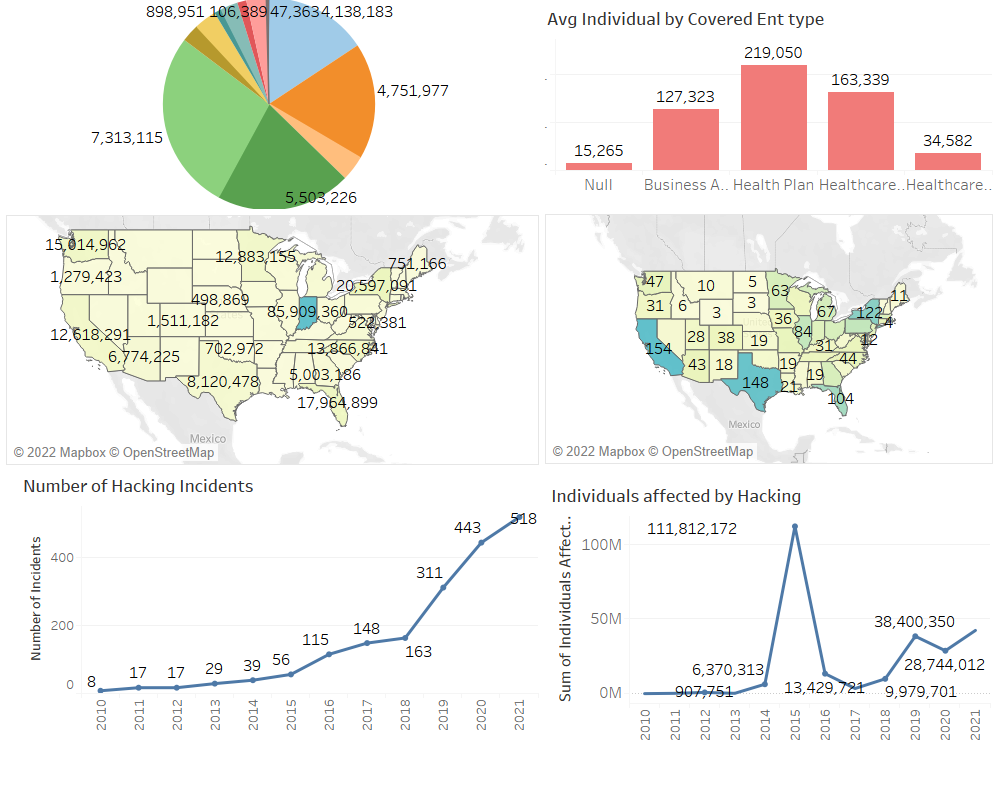 898,951 106,389 47,363 4,138,183
4,751,977
7,313,115
5,503,226
Avg Individual by Covered Ent type
219,050
163,339
127,323
34,582
15,265
Null Business A.. Health Plan Healthcare.. Healthcare..
15,014,962
12,883,155
751,166
1,279,423
20,597,091
498,869
85,909,360
12,618,291
1,511,182
522,381
6,774,225
702,972
13,866,841
8,120,478
5,003,186
17,964,899
Mexico
© 2022 Mapbox © OpenStreetMap
47 10 5 63 11
31 6 3 3 67 122
36 4
154 28 38 19 84 31 12
43 18 19 44
148 21 19
104
Mexico
© 2022 Mapbox © OpenStreetMap
Number of Hacking Incidents
Number of Incidents
400
200
0
8 17 17 29 39 56 115 148 163 311 443 518
2010 2011 2012 2013 2014 2015 2016 2017 2018 2019 2020 2021
Individuals affected by Hacking
Sum of Individuals Affect..
100M
50M
0M
111,812,172
38,400,350
6,370,313
28,744,012
907,751
13,429,721
9,979,701
2010 2011 2012 2013 2014 2015 2016 2017 2018 2019 2020 2021